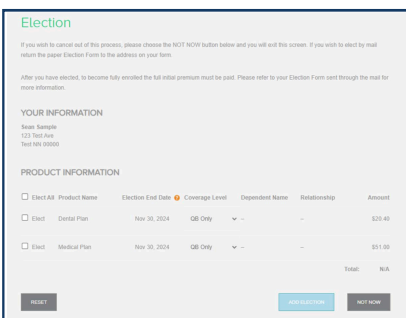 Election
If you wish to cancel out of this process, please choose the NOT NOW button below and you will exit this screen. If you wish to elect by mail
return the paper Election Form to the address on your form.
After you have elected, to become fully enrolled the full initial premium must be paid. Please refer to your Election Form sent through the mail for
more information.
YOUR INFORMATION
Sean Sample
123 Test Ave
Test NN 00000
PRODUCT INFORMATION
Elect All Product Name Election End Date ? Coverage Level Dependent Name Relationship Amount
Elect Dental Plan Nov 30, 2024 QB Only -- -- $20.40
Elect Medical Plan Nov 30, 2024 QB Only -- -- $51.00
Total: N/A
RESET ADD ELECTION NOT NOW